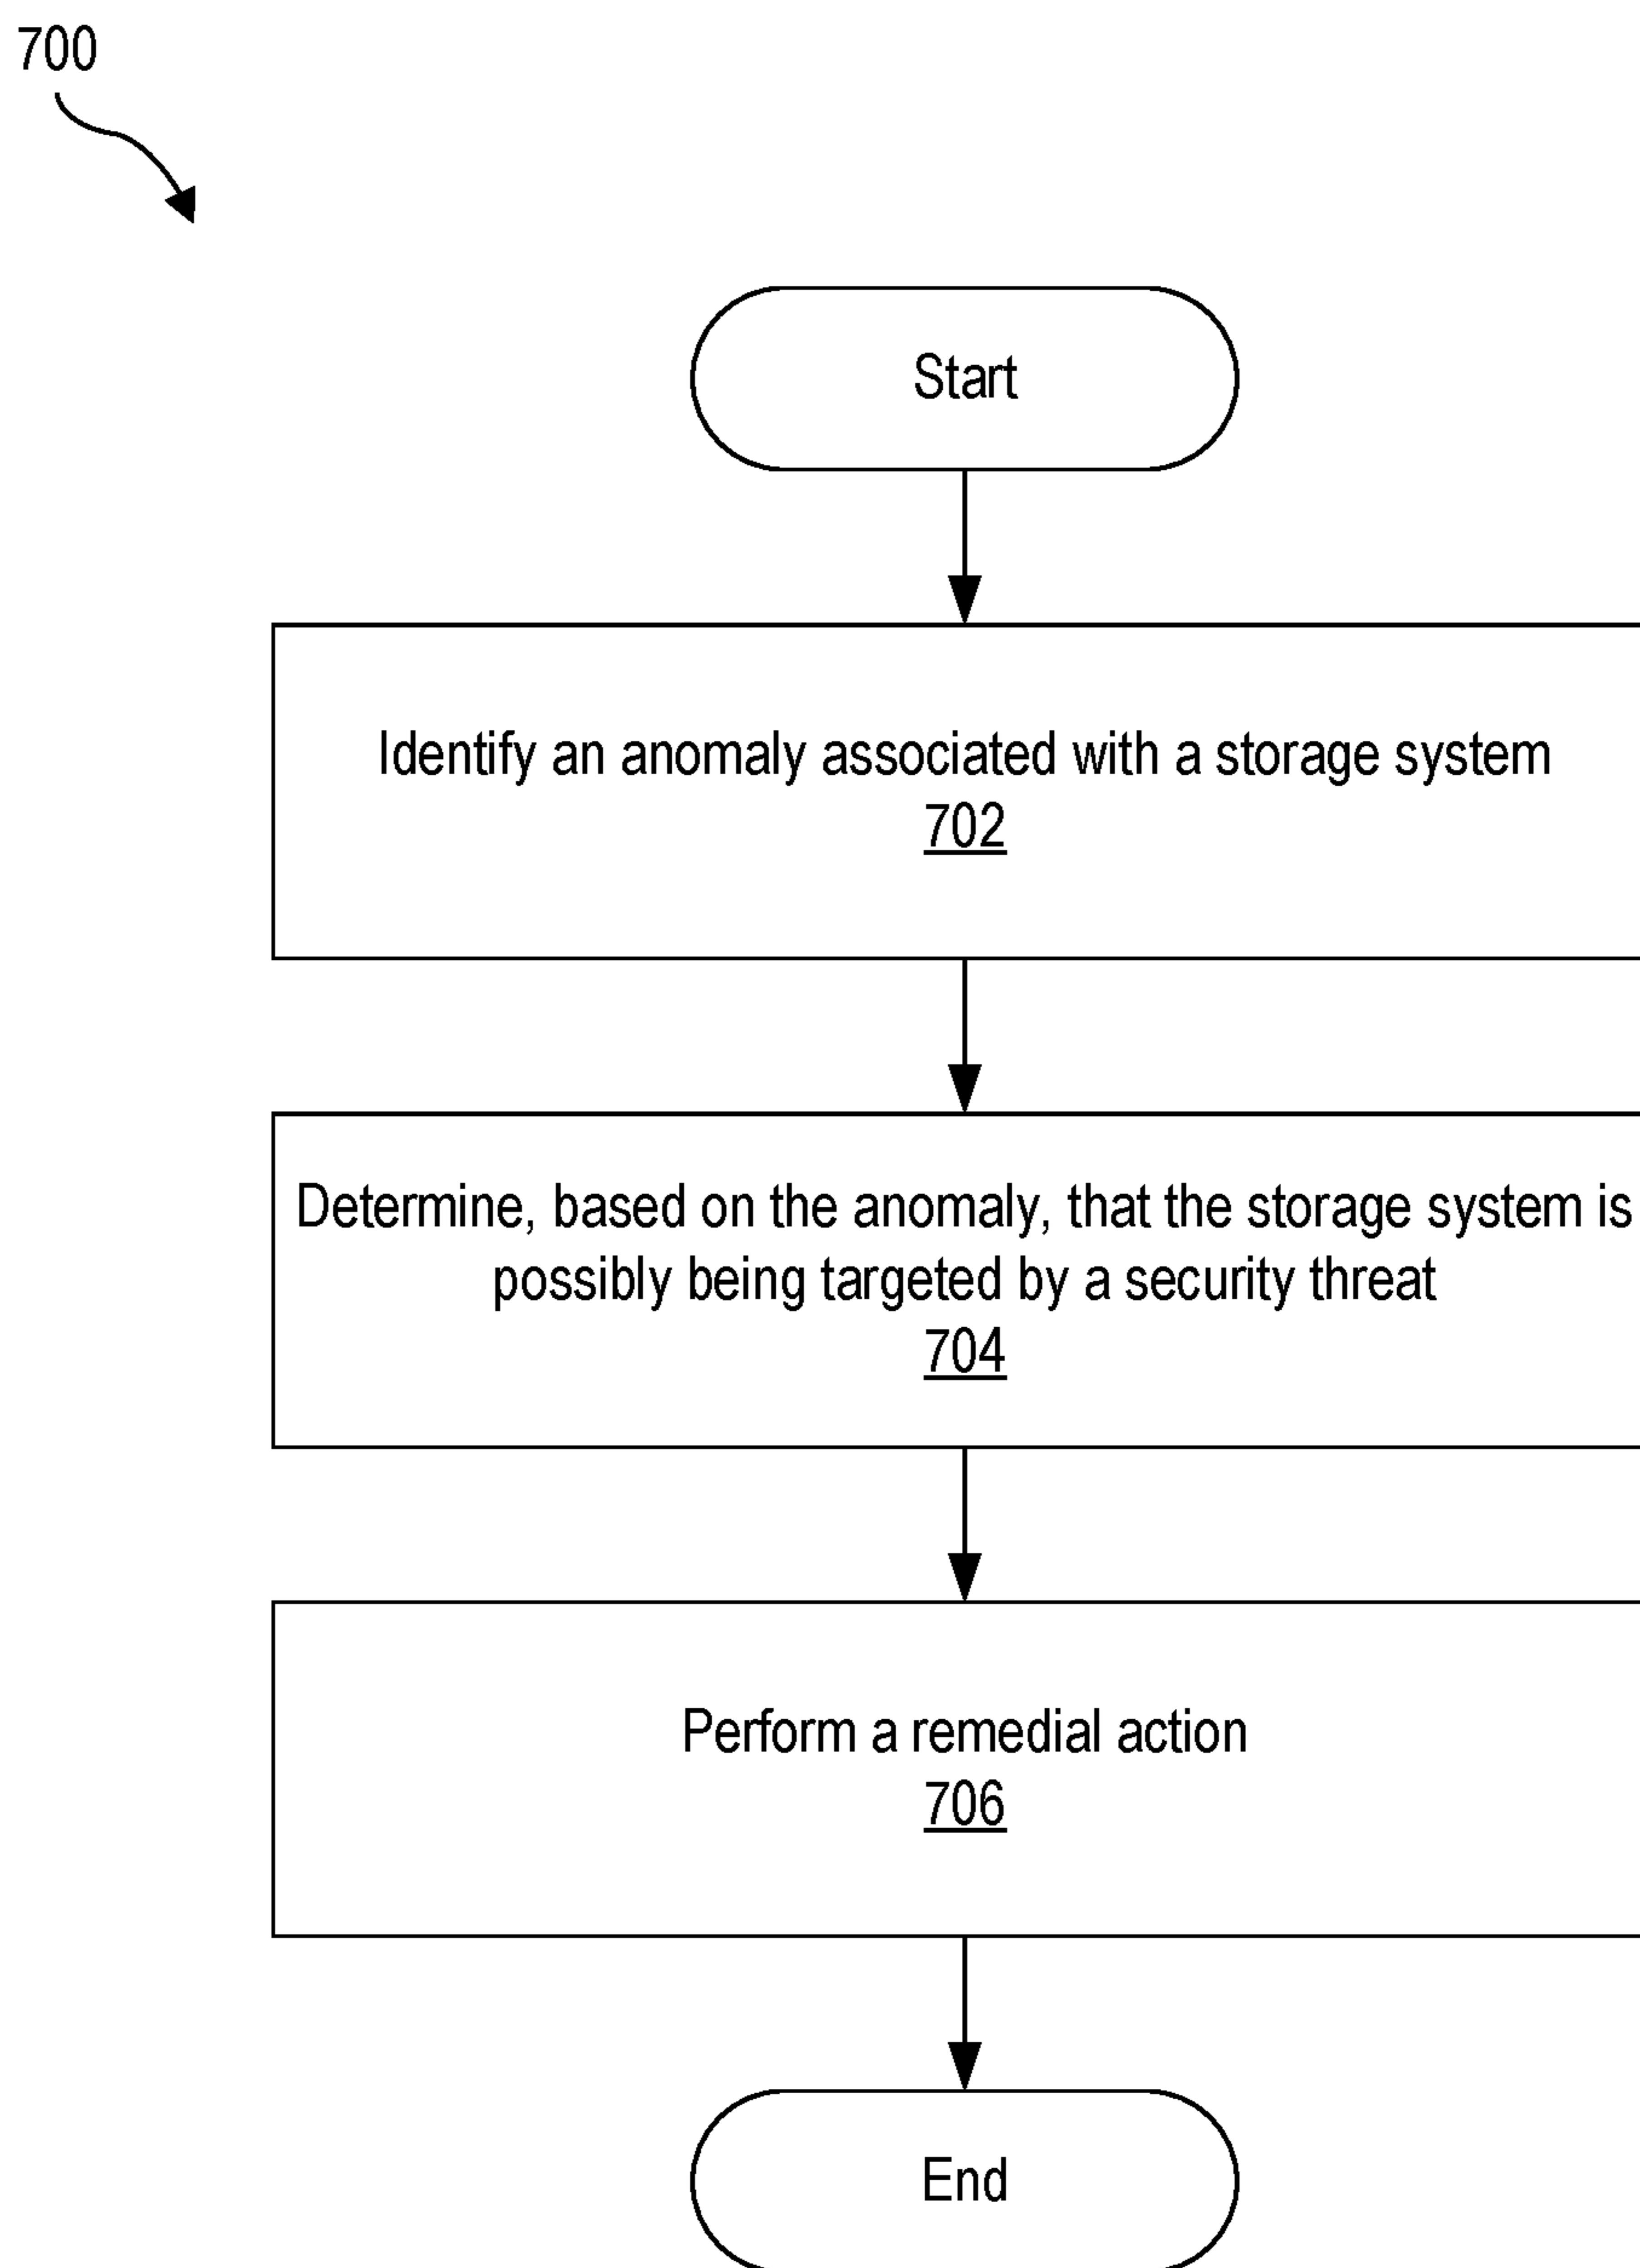 700
Start
Identify an anomaly associated with a storage system
702
Determine, based on the anomaly, that the storage system is
possibly being targeted by a security threat
704
Perform a remedial action
706
End